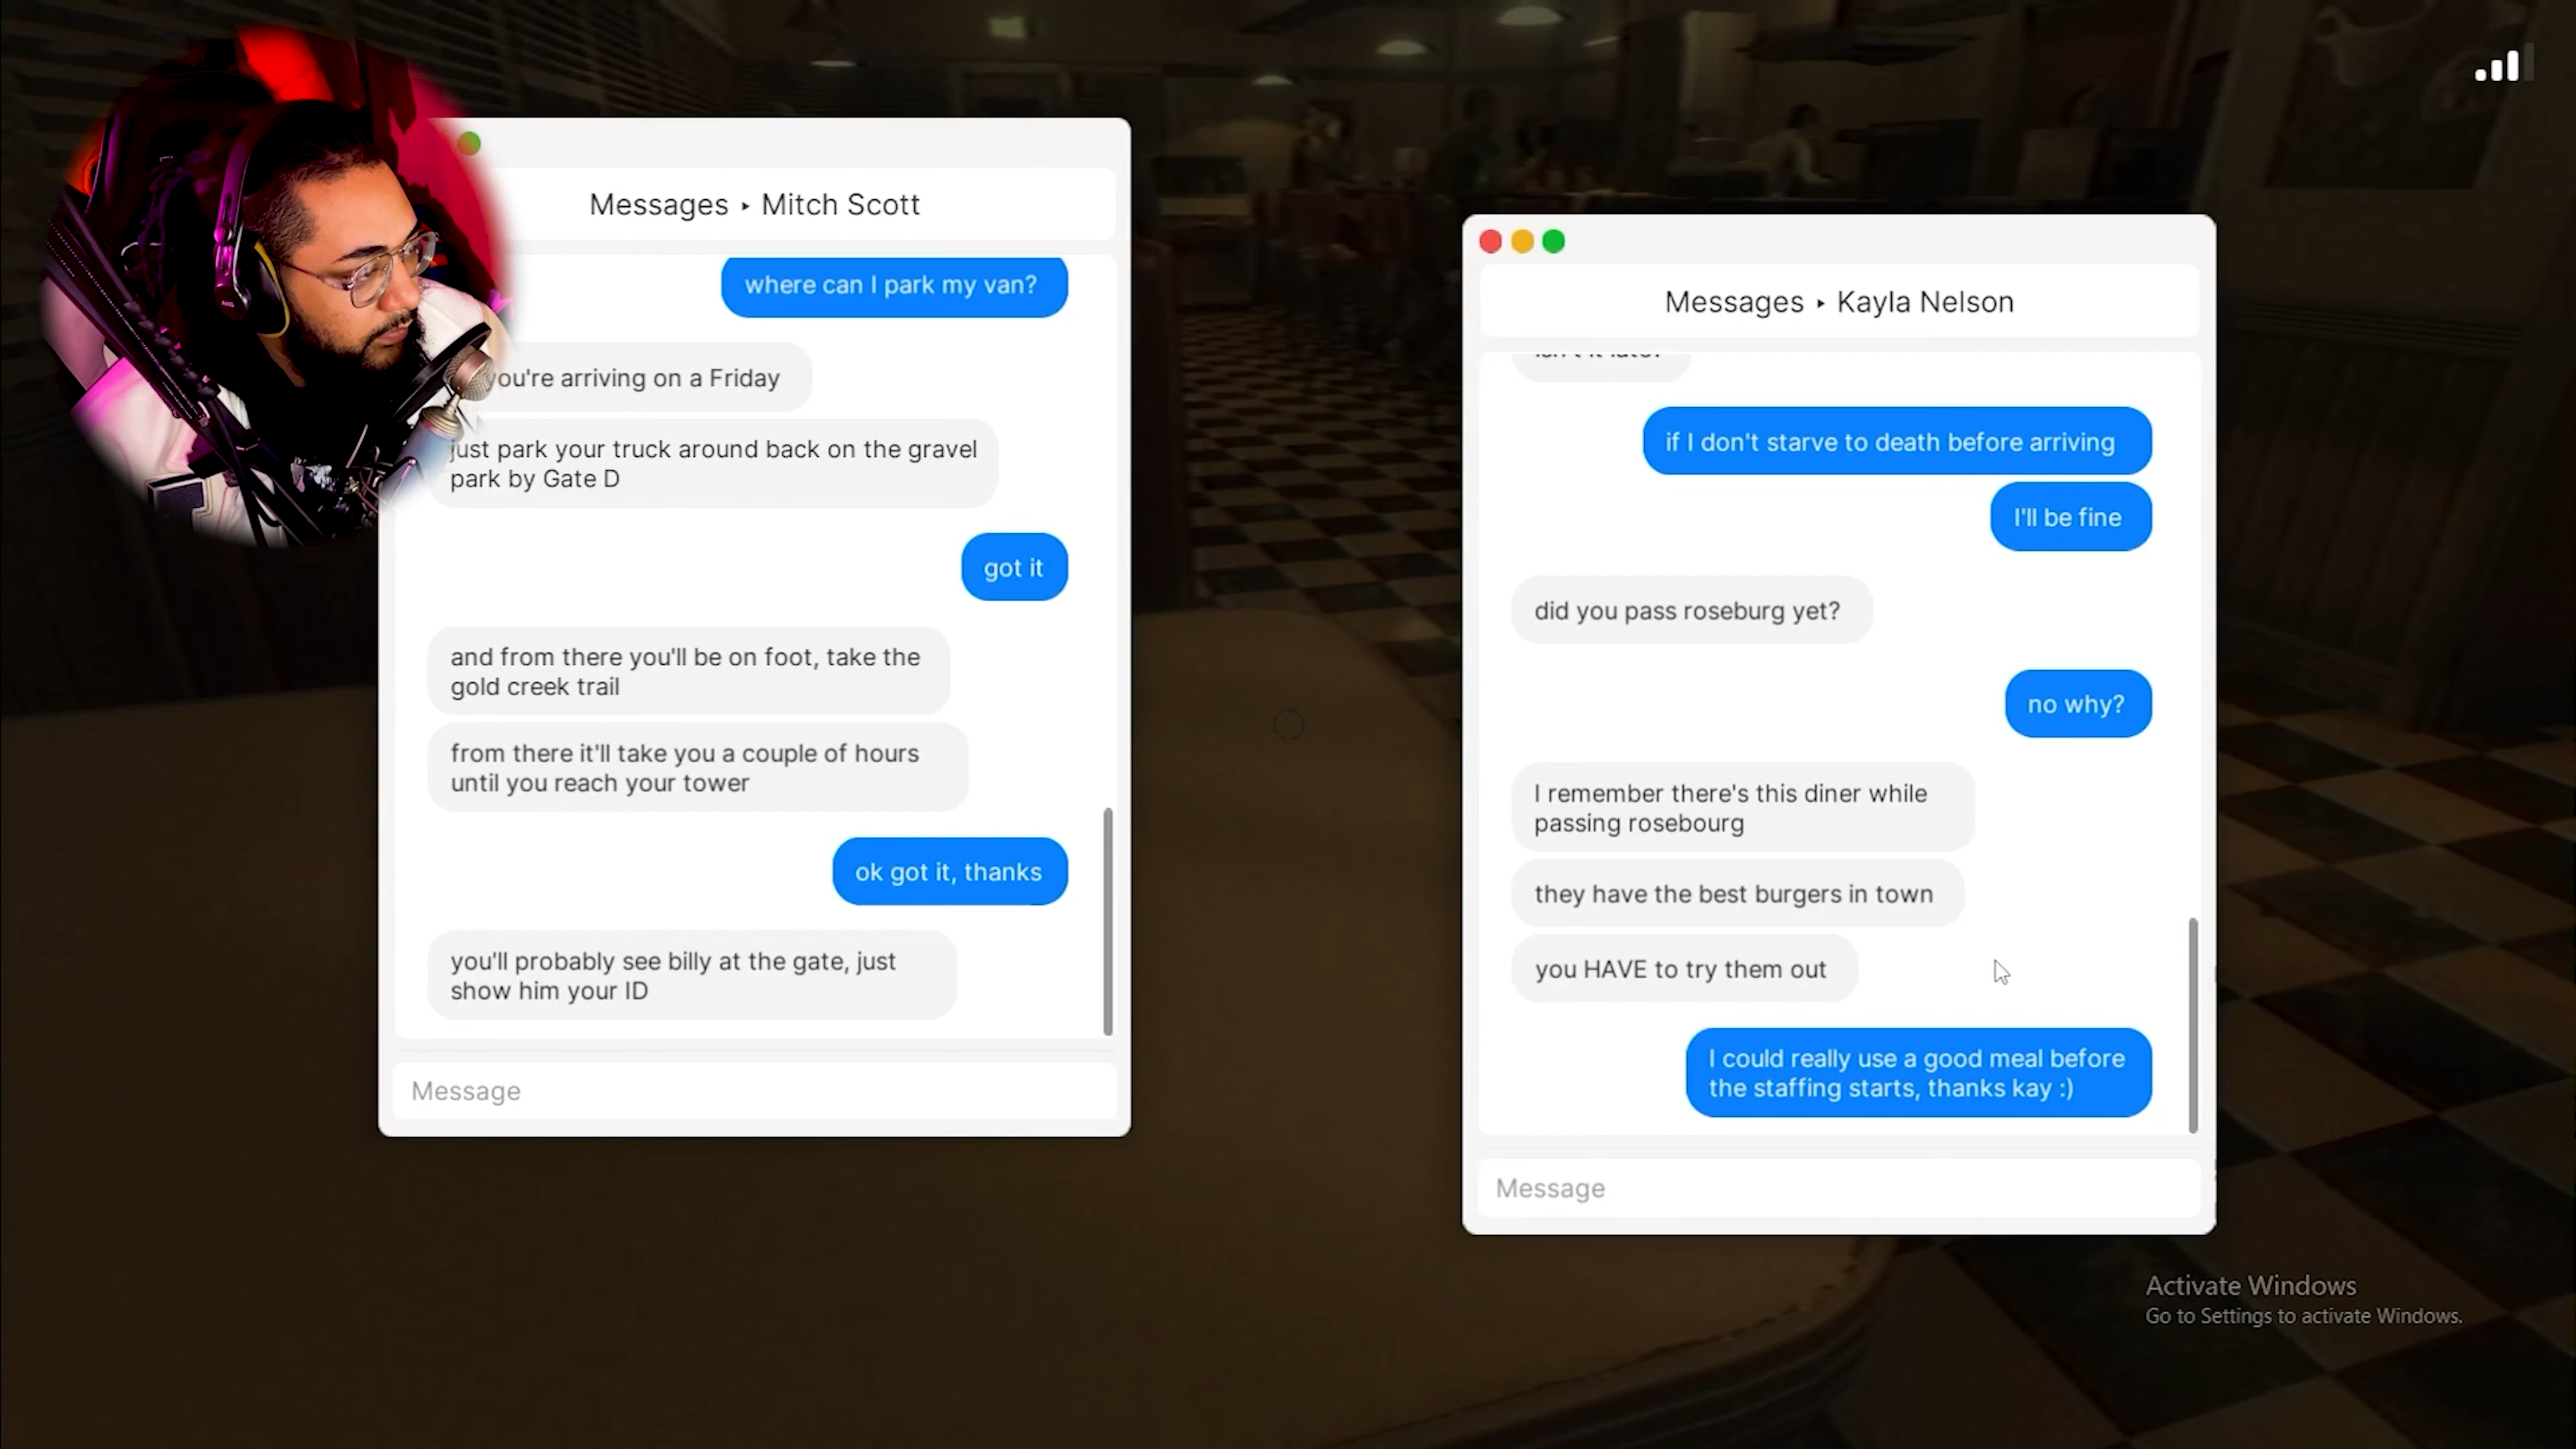 Messages ▸ Mitch Scott
where can I park my van?
you're arriving on a Friday
just park your truck around back on the gravel
park by Gate D
got it
and from there you'll be on foot, take the
gold creek trail
from there it'll take you a couple of hours
until you reach your tower
ok got it, thanks
you'll probably see billy at the gate, just
show him your ID
Message
Messages ▸ Kayla Nelson
if I don't starve to death before arriving
I'll be fine
did you pass roseburg yet?
no why?
I remember there's this diner while
passing rosebourg
they have the best burgers in town
you HAVE to try them out
I could really use a good meal before
the staffing starts, thanks kay :)
Message
Activate Windows
Go to Settings to activate Windows.